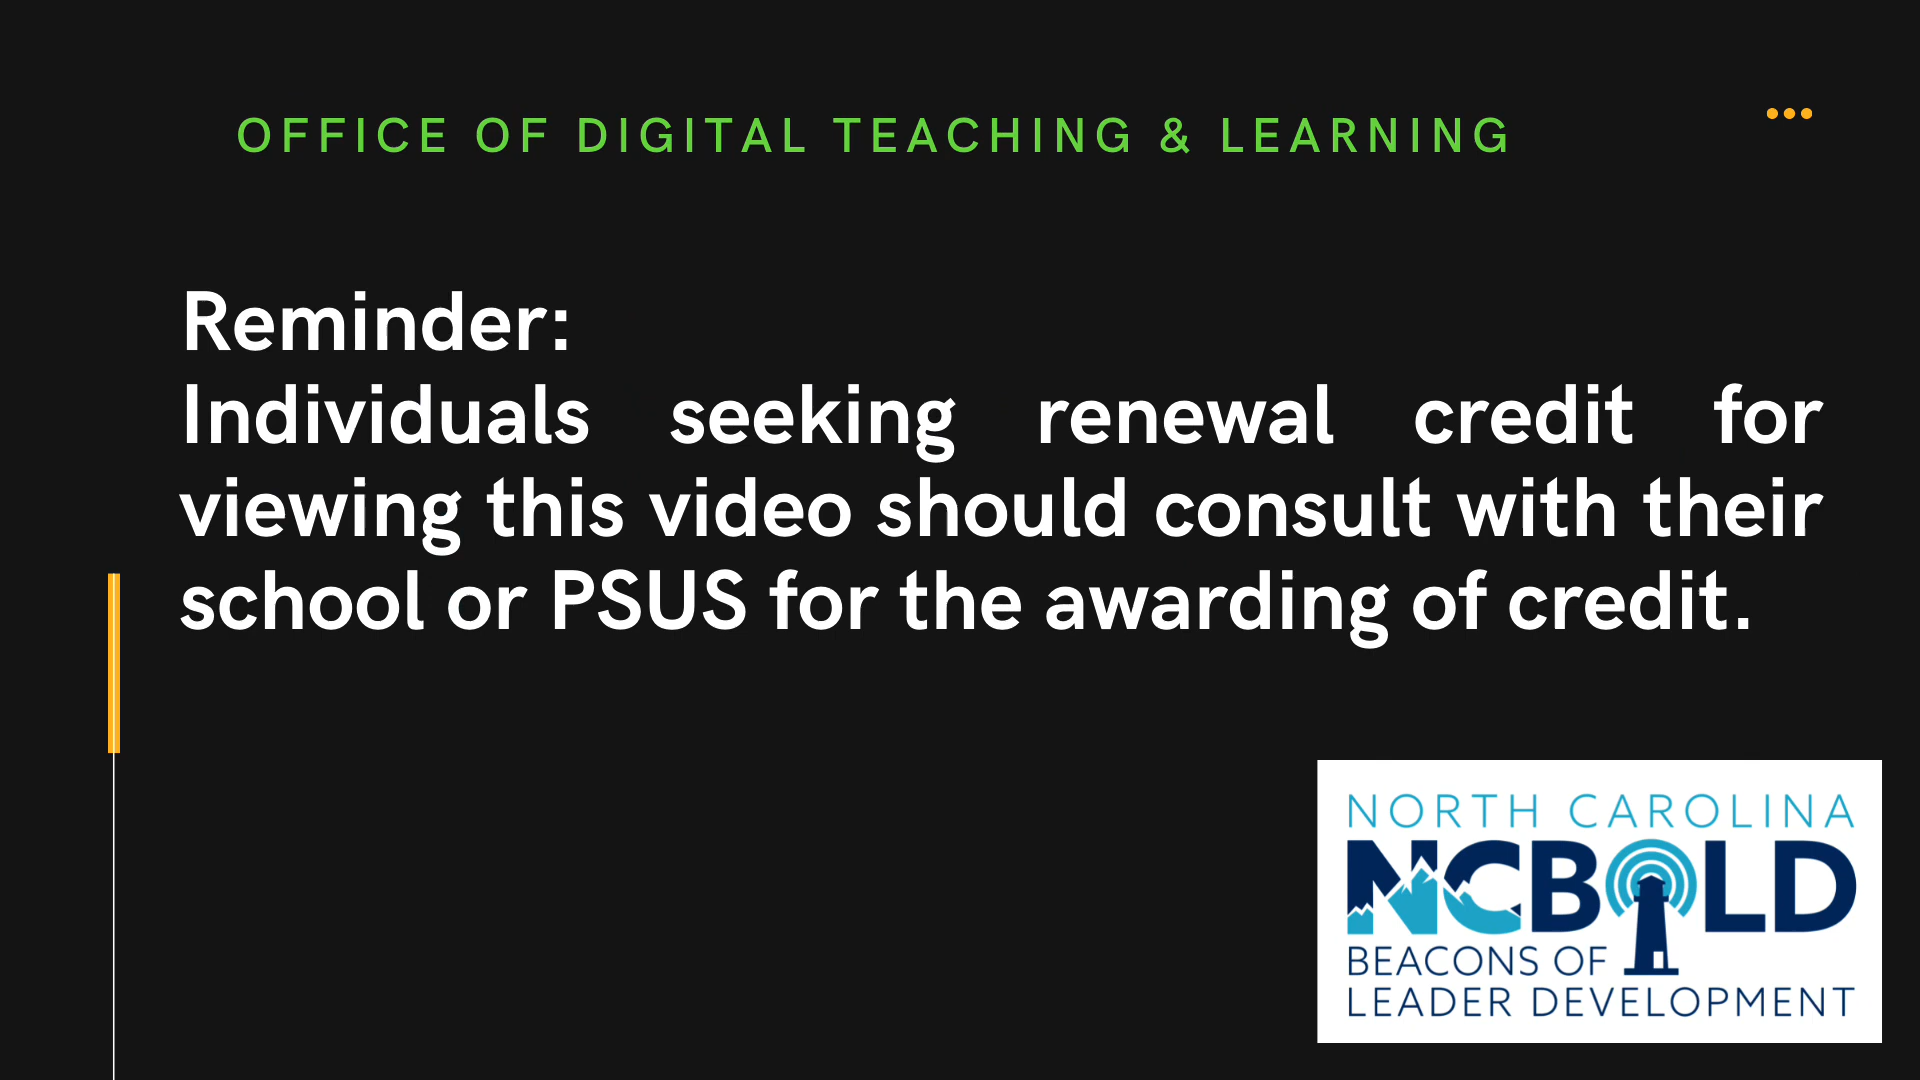 OFFICE OF DIGITAL TEACHING & LEARNING
Reminder:
Individuals seeking renewal credit for
viewing this video should consult with their
school or PSUS for the awarding of credit.
NORTH CAROLINA
NCBOLD
BEACONS OF
LEADER DEVELOPMENT